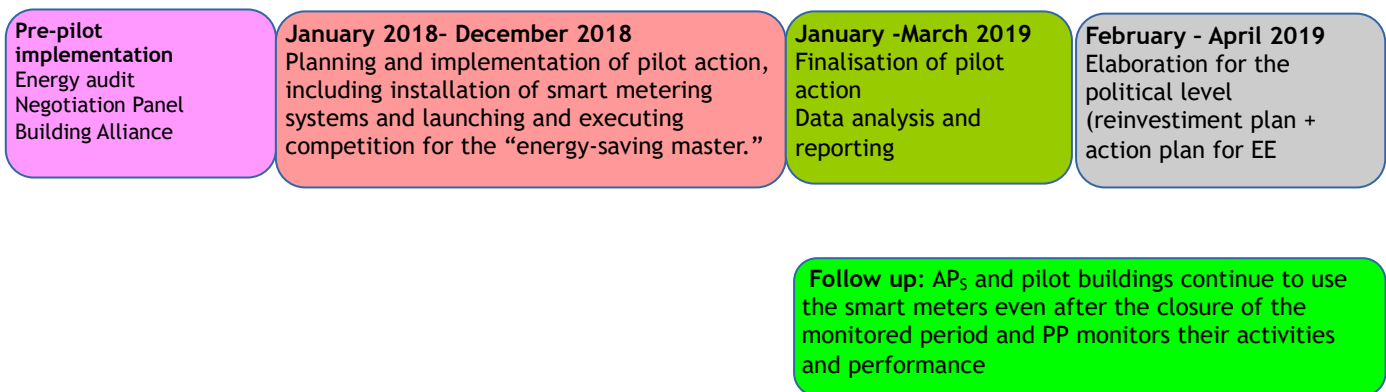 Pre-pilot
implementation
Energy audit
Negotiation Panel
Building Alliance
January 2018– December 2018
Planning and implementation of pilot action,
including installation of smart metering
systems and launching and executing
competition for the “energy-saving master.”
January -March 2019
Finalisation of pilot
action
Data analysis and
reporting
February – April 2019
Elaboration for the
political level
(reinvestiment plan +
action plan for EE
Follow up: APS and pilot buildings continue to use
the smart meters even after the closure of the
monitored period and PP monitors their activities
and performance